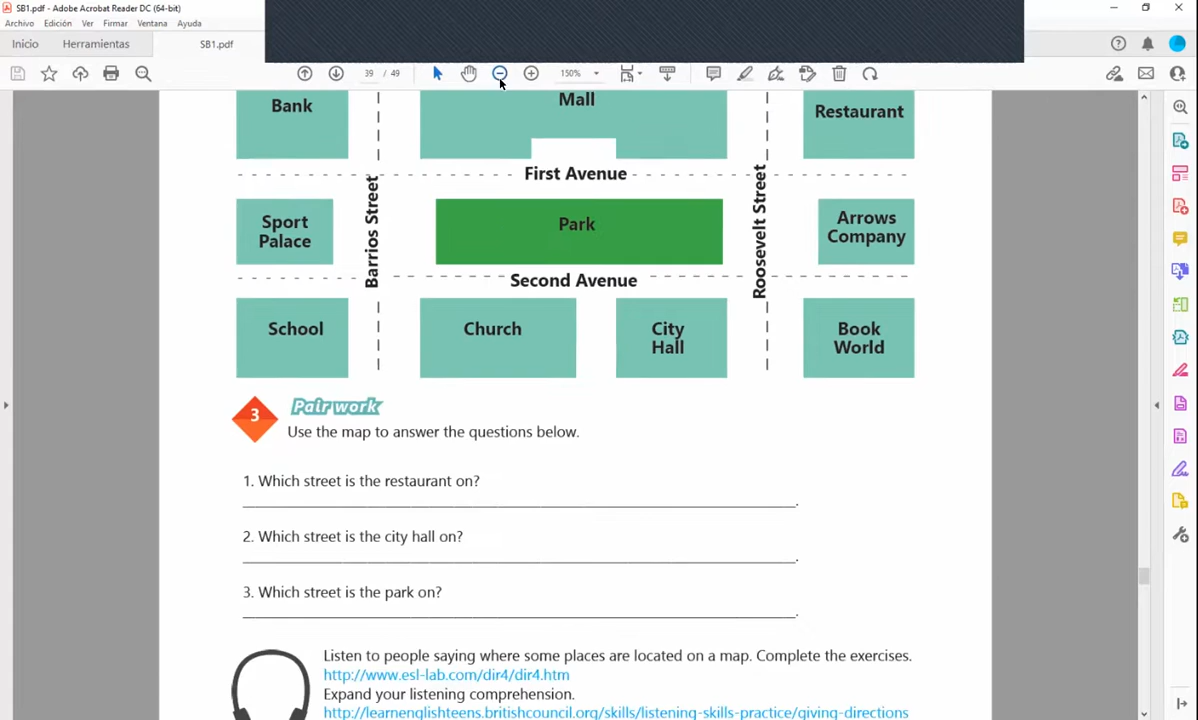 SB1.pdf - Adobe Acrobat Reader DC (64-bit)
Archivo Edición Ver Firmar Ventana Ayuda
Inicio Herramientas SB1.pdf
39 / 49 150%
Bank Mall Restaurant
First Avenue
Barrios Street
Roosevelt Street
Sport
Palace
Park
Arrows
Company
Second Avenue
School Church City
Hall
Book
World
3 Pair work
Use the map to answer the questions below.
1. Which street is the restaurant on?
.
2. Which street is the city hall on?
.
3. Which street is the park on?
.
Listen to people saying where some places are located on a map. Complete the exercises.
http://www.esl-lab.com/dir4/dir4.htm
Expand your listening comprehension.
http://learnenglishteens.britishcouncil.org/skills/listening-skills-practice/giving-directions